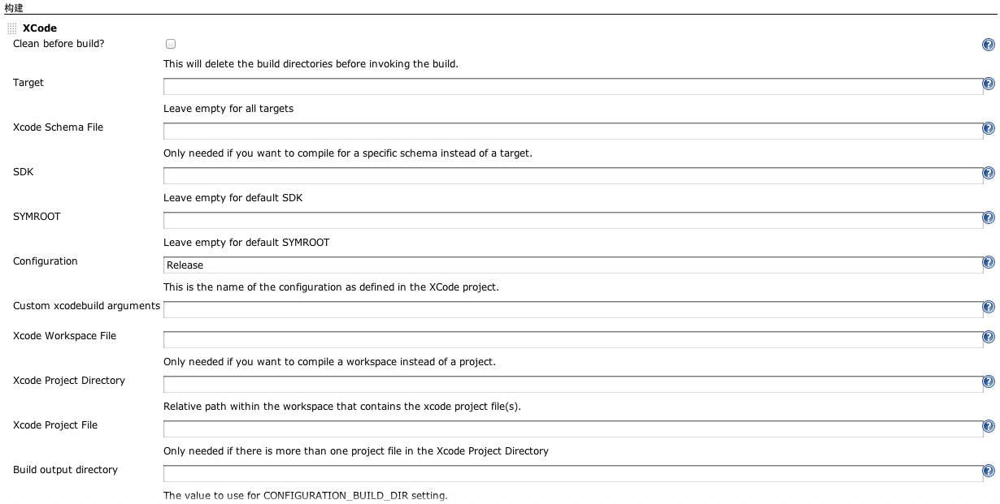 构建
XCode
Clean before build?
This will delete the build directories before invoking the build.
Target
Leave empty for all targets
Xcode Schema File
Only needed if you want to compile for a specific schema instead of a target.
SDK
Leave empty for default SDK
SYMROOT
Leave empty for default SYMROOT
Configuration Release
This is the name of the configuration as defined in the XCode project.
Custom xcodebuild arguments
Xcode Workspace File
Only needed if you want to compile a workspace instead of a project.
Xcode Project Directory
Relative path within the workspace that contains the xcode project file(s).
Xcode Project File
Only needed if there is more than one project file in the Xcode Project Directory
Build output directory
The value to use for CONFIGURATION_BUILD_DIR setting.